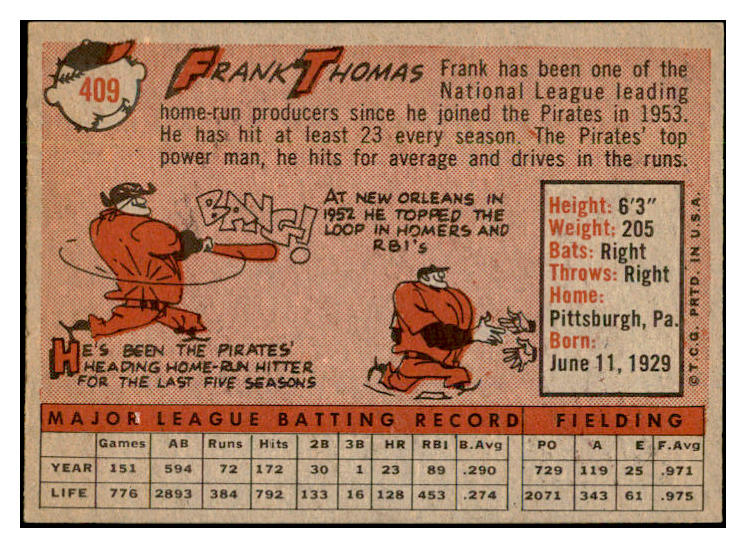 409
FRANK THOMAS
Frank has been one of the
National League leading
home-run producers since he joined the Pirates in 1953.
He has hit at least 23 every season. The Pirates' top
power man, he hits for average and drives in the runs.
BANG!
AT NEW ORLEANS IN
1952 HE TOPPED THE
LOOP IN HOMERS AND
RBI'S
HE'S BEEN THE PIRATES'
HEADING HOME-RUN HITTER
FOR THE LAST FIVE SEASONS
Height: 6'3"
Weight: 205
Bats: Right
Throws: Right
Home:
Pittsburgh, Pa.
Born:
June 11, 1929
©T.C.G. PRTD. IN U.S.A.
MAJOR LEAGUE BATTING RECORD FIELDING
Games AB Runs Hits 2B 3B HR RBI B.Avg PO A E F.Avg
YEAR 151 594 72 172 30 1 23 89 .290 729 119 25 .971
LIFE 776 2893 384 792 133 16 128 453 .274 2071 343 61 .975